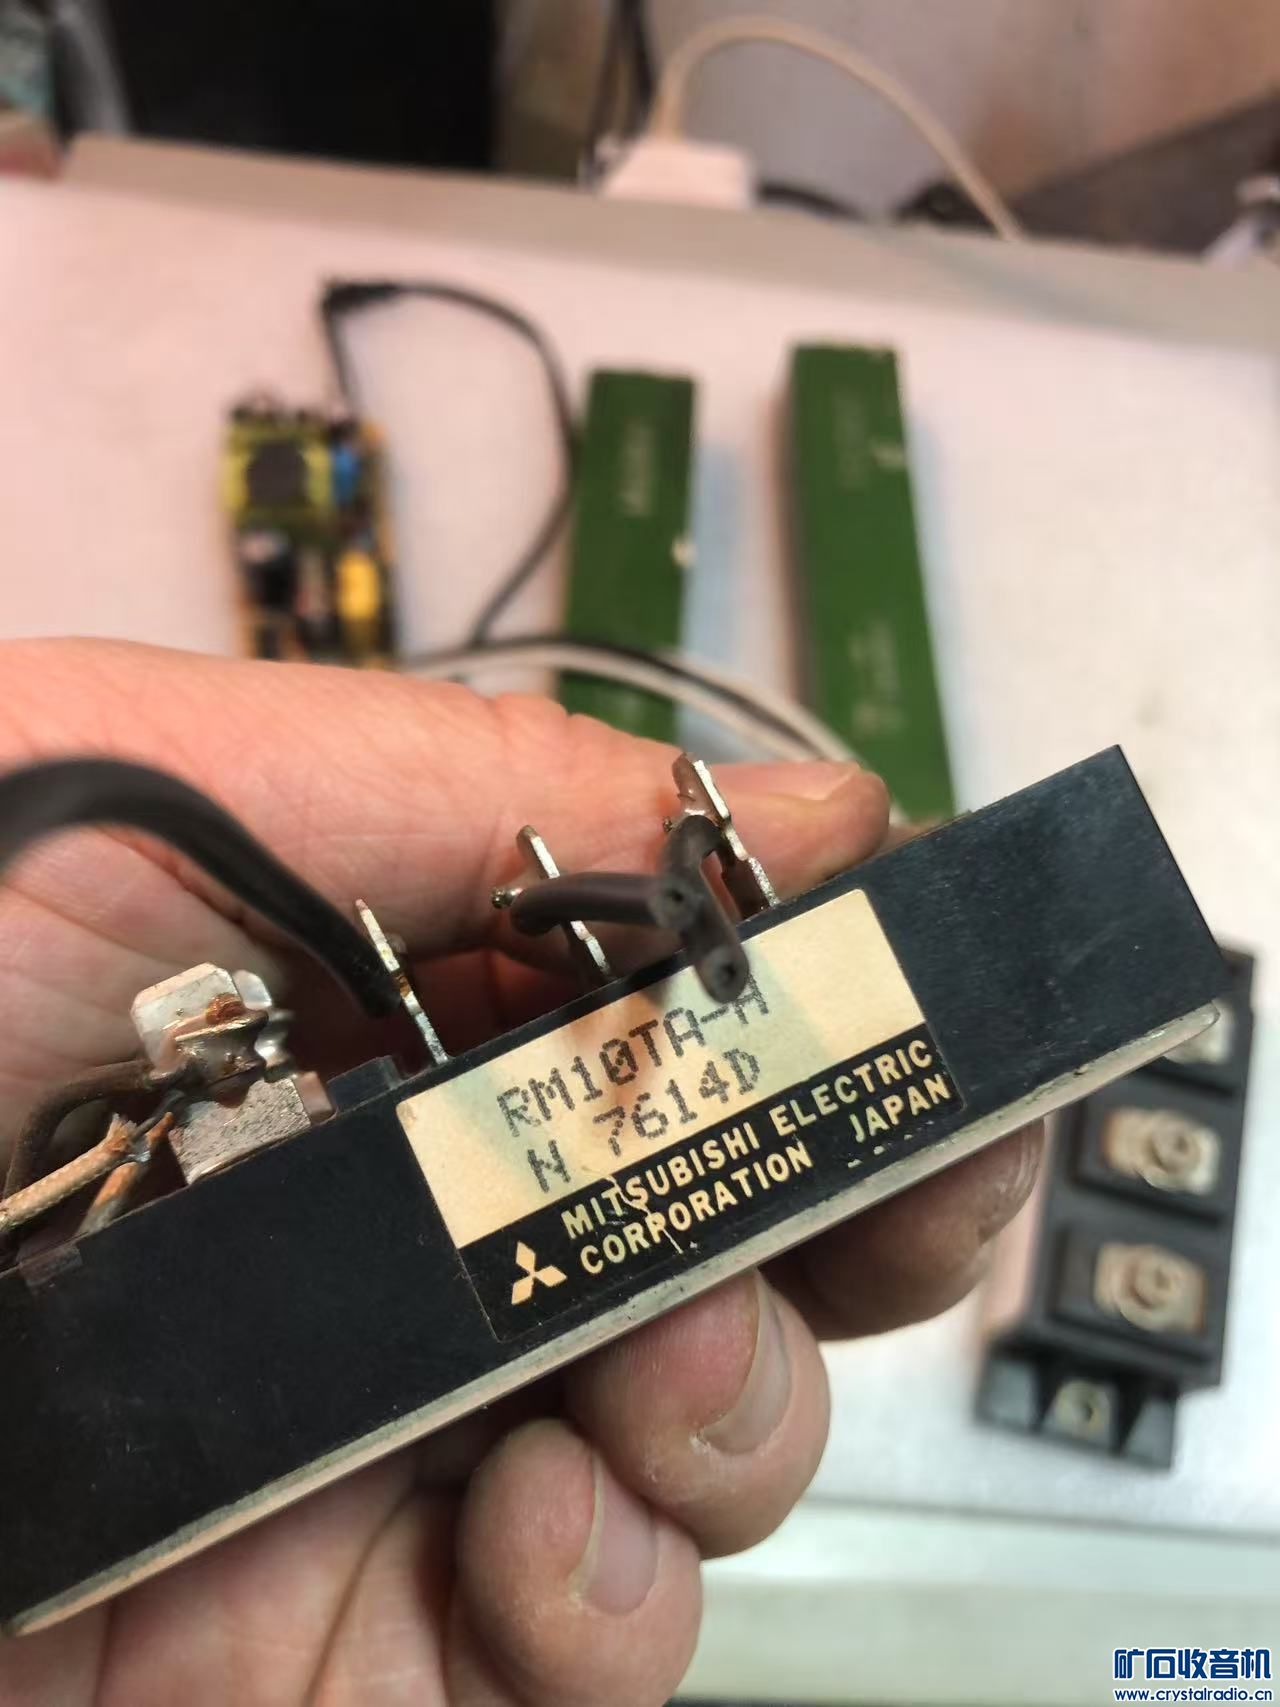 RM10TA-H
N 7614D
MITSUBISHI ELECTRIC
CORPORATION JAPAN
矿石收音机
www.crystalradio.cn